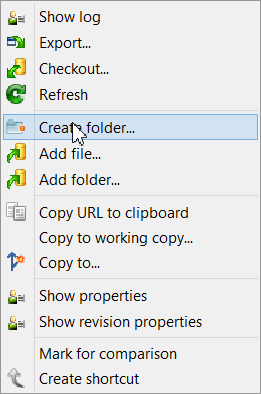 Show log
Export...
Checkout...
Refresh
Create folder...
Add file...
Add folder...
Copy URL to clipboard
Copy to working copy...
Copy to...
Show properties
Show revision properties
Mark for comparison
Create shortcut